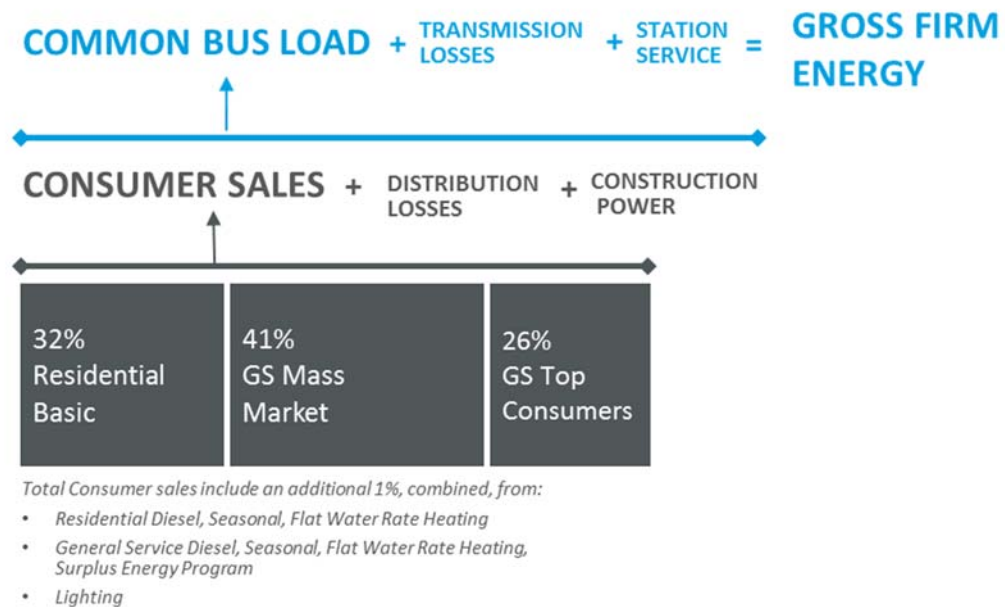 COMMON BUS LOAD + TRANSMISSION LOSSES + STATION SERVICE = GROSS FIRM ENERGY
CONSUMER SALES + DISTRIBUTION LOSSES + CONSTRUCTION POWER
32%
Residential
Basic
41%
GS Mass
Market
26%
GS Top
Consumers
Total Consumer sales include an additional 1%, combined, from:
• Residential Diesel, Seasonal, Flat Water Rate Heating
• General Service Diesel, Seasonal, Flat Water Rate Heating,
Surplus Energy Program
• Lighting